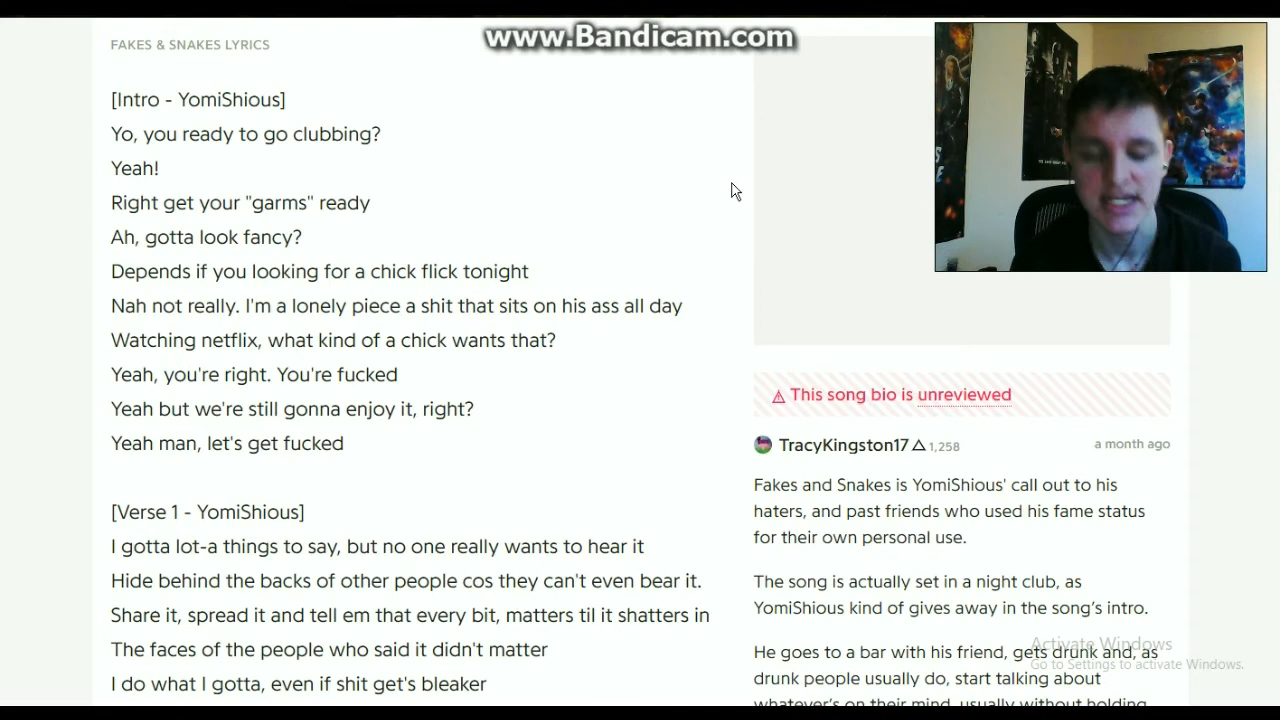 www.Bandicam.com
FAKES & SNAKES LYRICS
[Intro - YomiShious]
Yo, you ready to go clubbing?
Yeah!
Right get your "garms" ready
Ah, gotta look fancy?
Depends if you looking for a chick flick tonight
Nah not really. I'm a lonely piece a shit that sits on his ass all day
Watching netflix, what kind of a chick wants that?
Yeah, you're right. You're fucked
Yeah but we're still gonna enjoy it, right?
Yeah man, let's get fucked
[Verse 1 - YomiShious]
I gotta lot-a things to say, but no one really wants to hear it
Hide behind the backs of other people cos they can't even bear it.
Share it, spread it and tell em that every bit, matters til it shatters in
The faces of the people who said it didn't matter
I do what I gotta, even if shit get's bleaker
This song bio is unreviewed
TracyKingston17 1,258
a month ago
Fakes and Snakes is YomiShious' call out to his
haters, and past friends who used his fame status
for their own personal use.
The song is actually set in a night club, as
YomiShious kind of gives away in the song's intro.
He goes to a bar with his friend, gets drunk and, as
drunk people usually do, start talking about
whatever's on their mind, usually without holding
Activate Windows
Go to Settings to activate Windows.